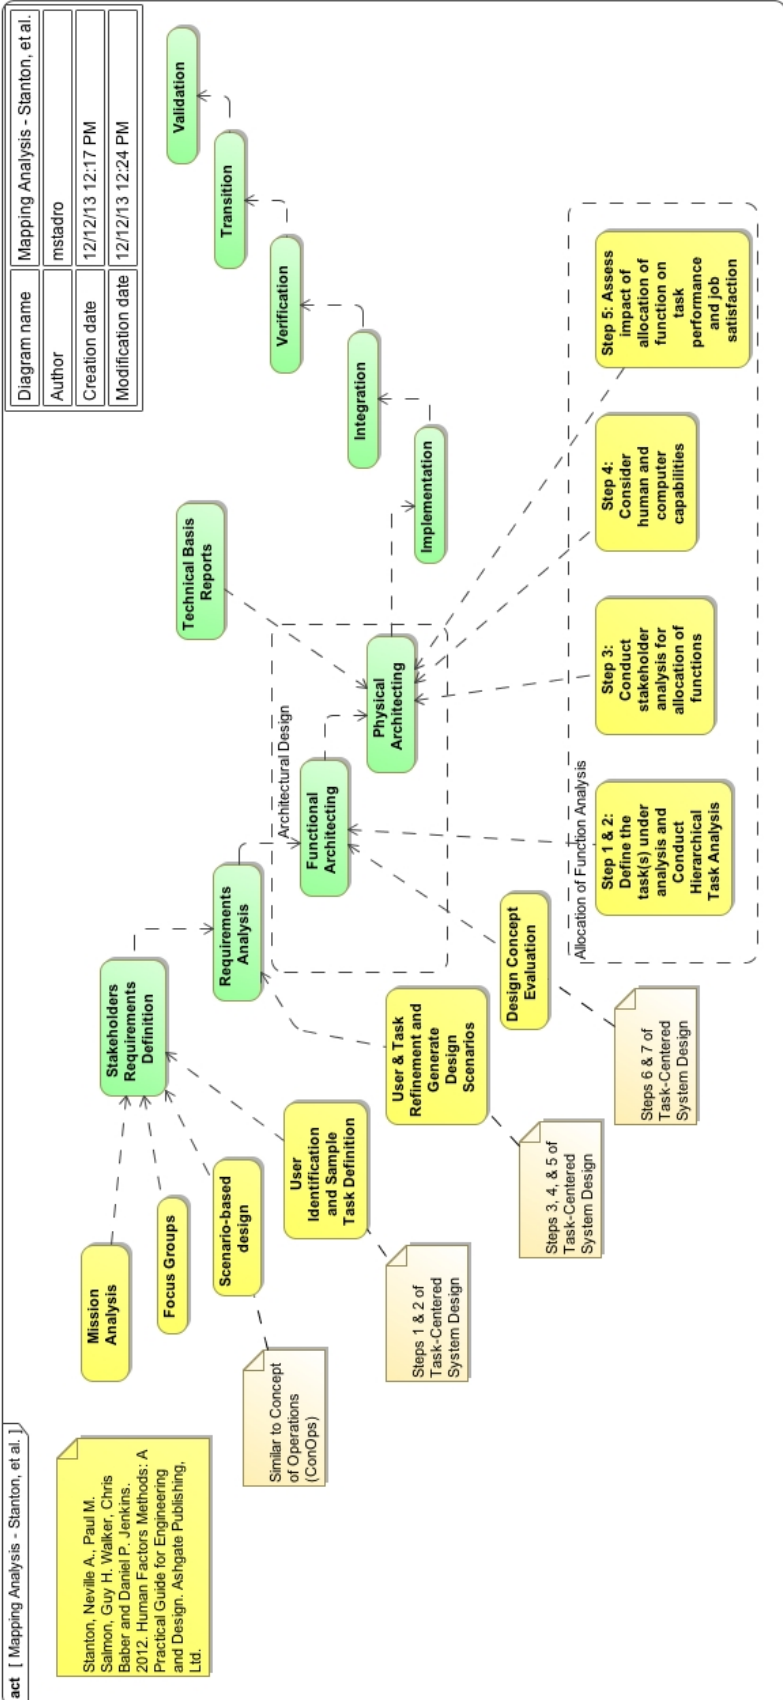 act [ Mapping Analysis - Stanton, et al. ]
Diagram name Mapping Analysis - Stanton, et al.
Author mstadro
Creation date 12/12/13 12:17 PM
Modification date 12/12/13 12:24 PM
Stanton, Neville A., Paul M.
Salmon, Guy H. Walker, Chris
Baber and Daniel P. Jenkins.
2012. Human Factors Methods: A
Practical Guide for Engineering
and Design. Ashgate Publishing,
Ltd.
Mission
Analysis
Focus Groups
Scenario-based
design
Similar to Concept
of Operations
(ConOps)
User
Identification
and Sample
Task Definition
Steps 1 & 2 of
Task-Centered
System Design
Stakeholders
Requirements
Definition
Requirements
Analysis
User & Task
Refinement and
Generate
Design
Scenarios
Steps 3, 4, & 5 of
Task-Centered
System Design
Design Concept
Evaluation
Steps 6 & 7 of
Task-Centered
System Design
Architectural Design
Functional
Architecting
Physical
Architecting
Technical Basis
Reports
Implementation
Integration
Verification
Transition
Validation
Allocation of Function Analysis
Step 1 & 2:
Define the
task(s) under
analysis and
Conduct
Hierarchical
Task Analysis
Step 3:
Conduct
stakeholder
analysis for
allocation of
functions
Step 4:
Consider
human and
computer
capabilities
Step 5: Assess
impact of
allocation of
function on
task
performance
and job
satisfaction